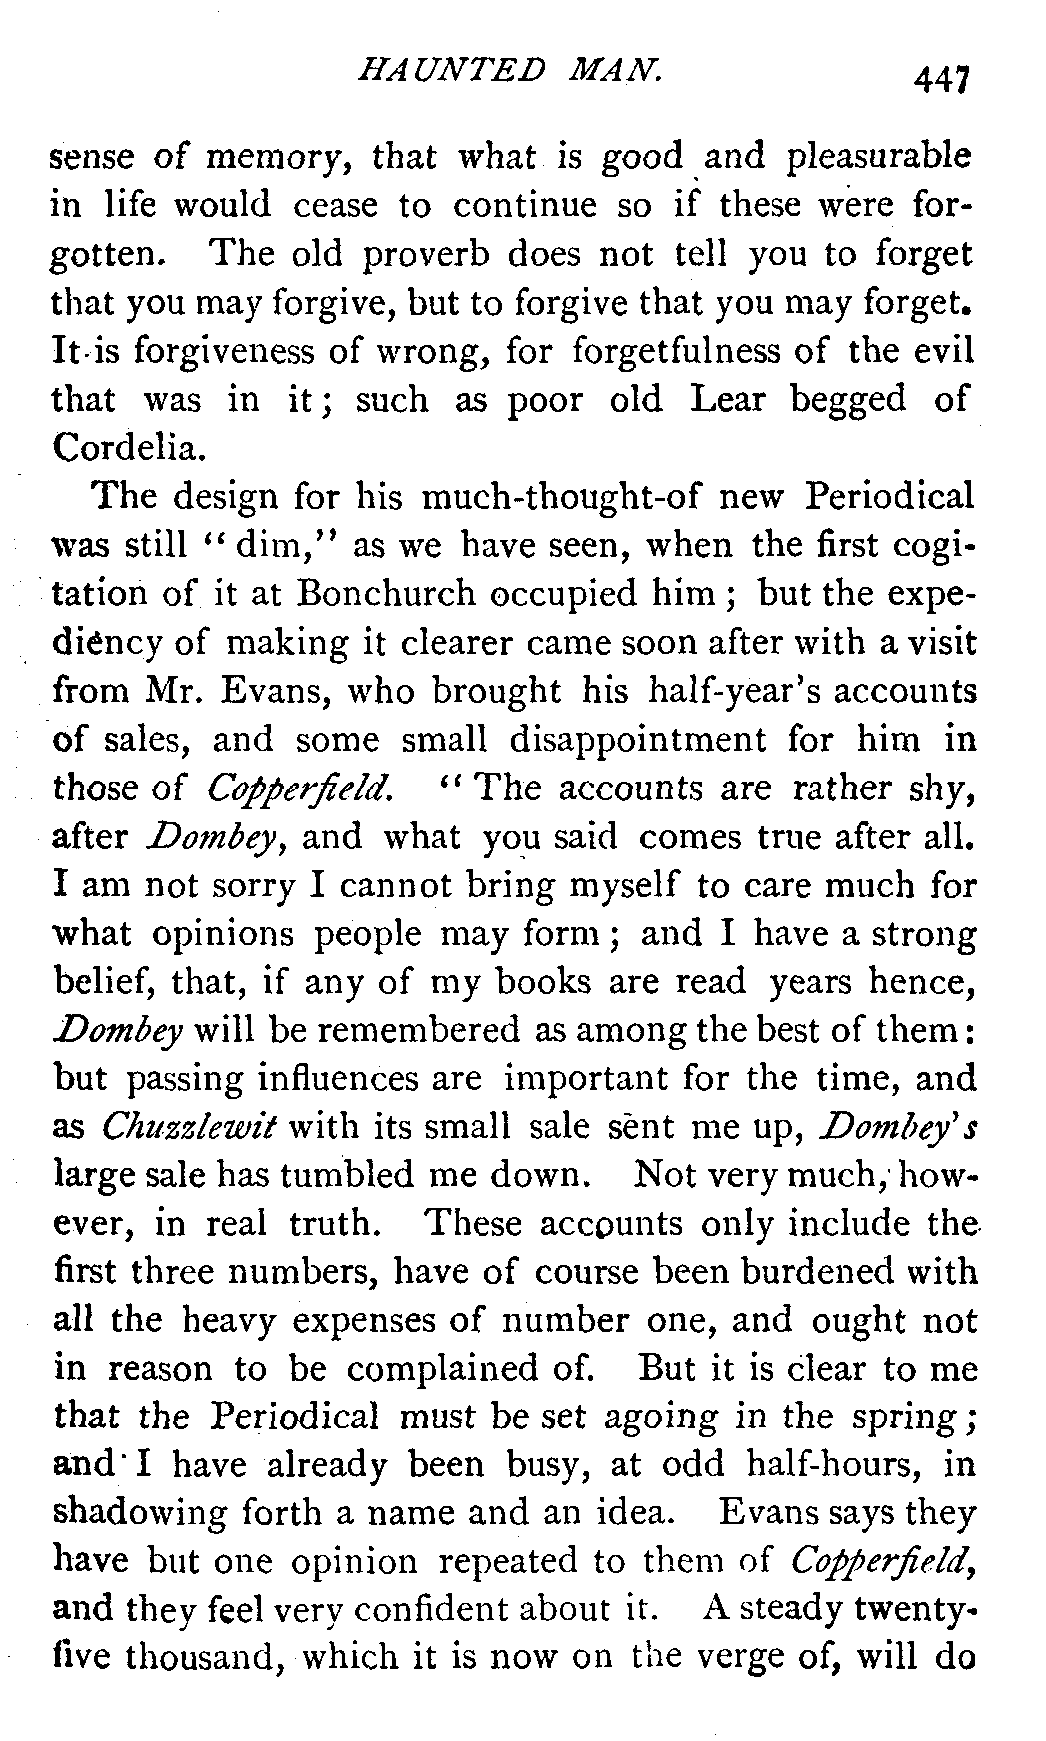 HAUNTED MAN. 447
sense of memory, that what is good and pleasurable
in life would cease to continue so if these were for-
gotten. The old proverb does not tell you to forget
that you may forgive, but to forgive that you may forget.
It is forgiveness of wrong, for forgetfulness of the evil
that was in it; such as poor old Lear begged of
Cordelia.
The design for his much-thought-of new Periodical
was still "dim," as we have seen, when the first cogi-
tation of it at Bonchurch occupied him; but the expe-
diency of making it clearer came soon after with a visit
from Mr. Evans, who brought his half-year's accounts
of sales, and some small disappointment for him in
those of Copperfield. "The accounts are rather shy,
after Dombey, and what you said comes true after all.
I am not sorry I cannot bring myself to care much for
what opinions people may form; and I have a strong
belief, that, if any of my books are read years hence,
Dombey will be remembered as among the best of them:
but passing influences are important for the time, and
as Chuzzlewit with its small sale sent me up, Dombey's
large sale has tumbled me down. Not very much, how-
ever, in real truth. These accounts only include the
first three numbers, have of course been burdened with
all the heavy expenses of number one, and ought not
in reason to be complained of. But it is clear to me
that the Periodical must be set agoing in the spring;
and I have already been busy, at odd half-hours, in
shadowing forth a name and an idea. Evans says they
have but one opinion repeated to them of Copperfield,
and they feel very confident about it. A steady twenty-
five thousand, which it is now on the verge of, will do